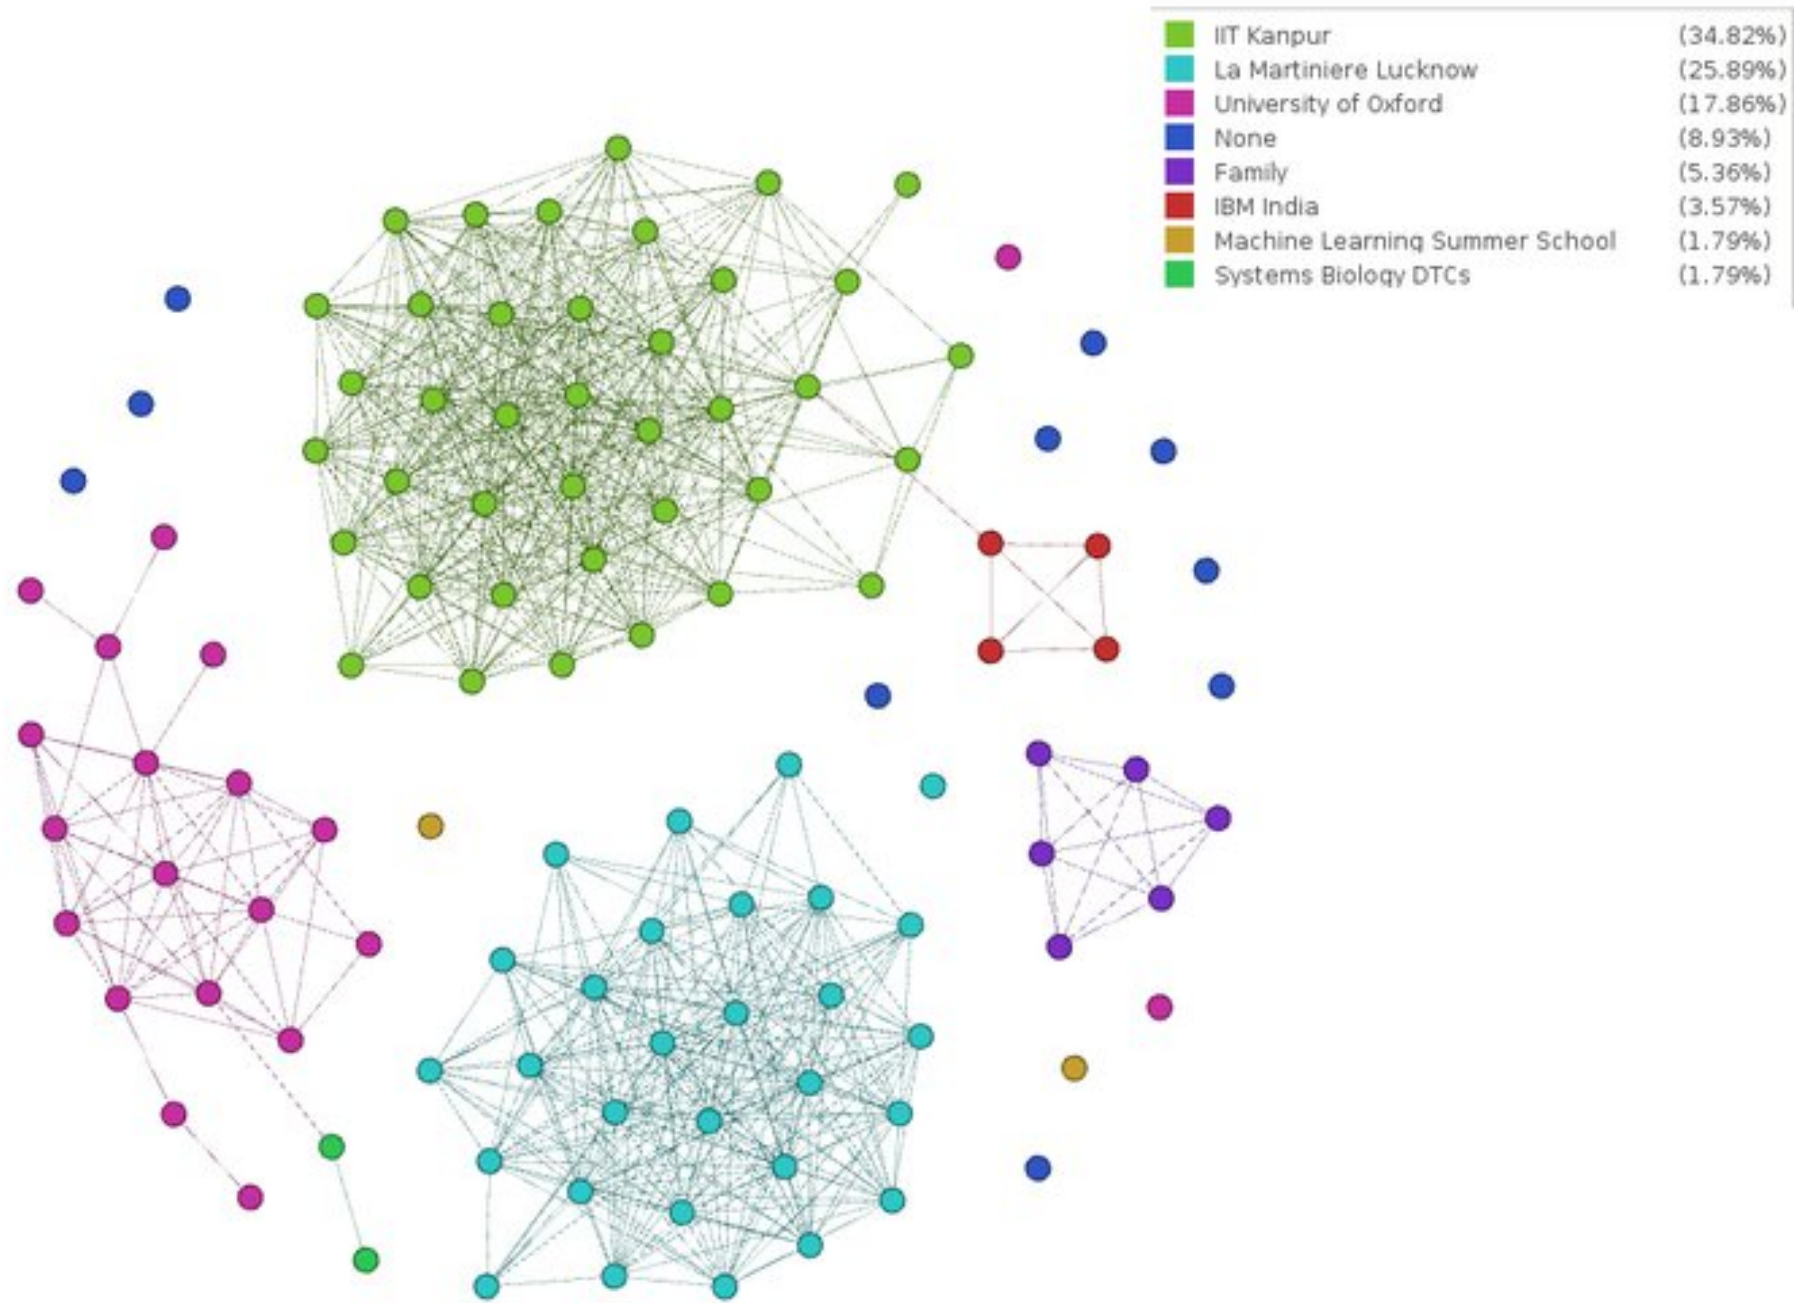 IIT Kanpur (34.82%)
La Martiniere Lucknow (25.89%)
University of Oxford (17.86%)
None (8.93%)
Family (5.36%)
IBM India (3.57%)
Machine Learning Summer School (1.79%)
Systems Biology DTCs (1.79%)